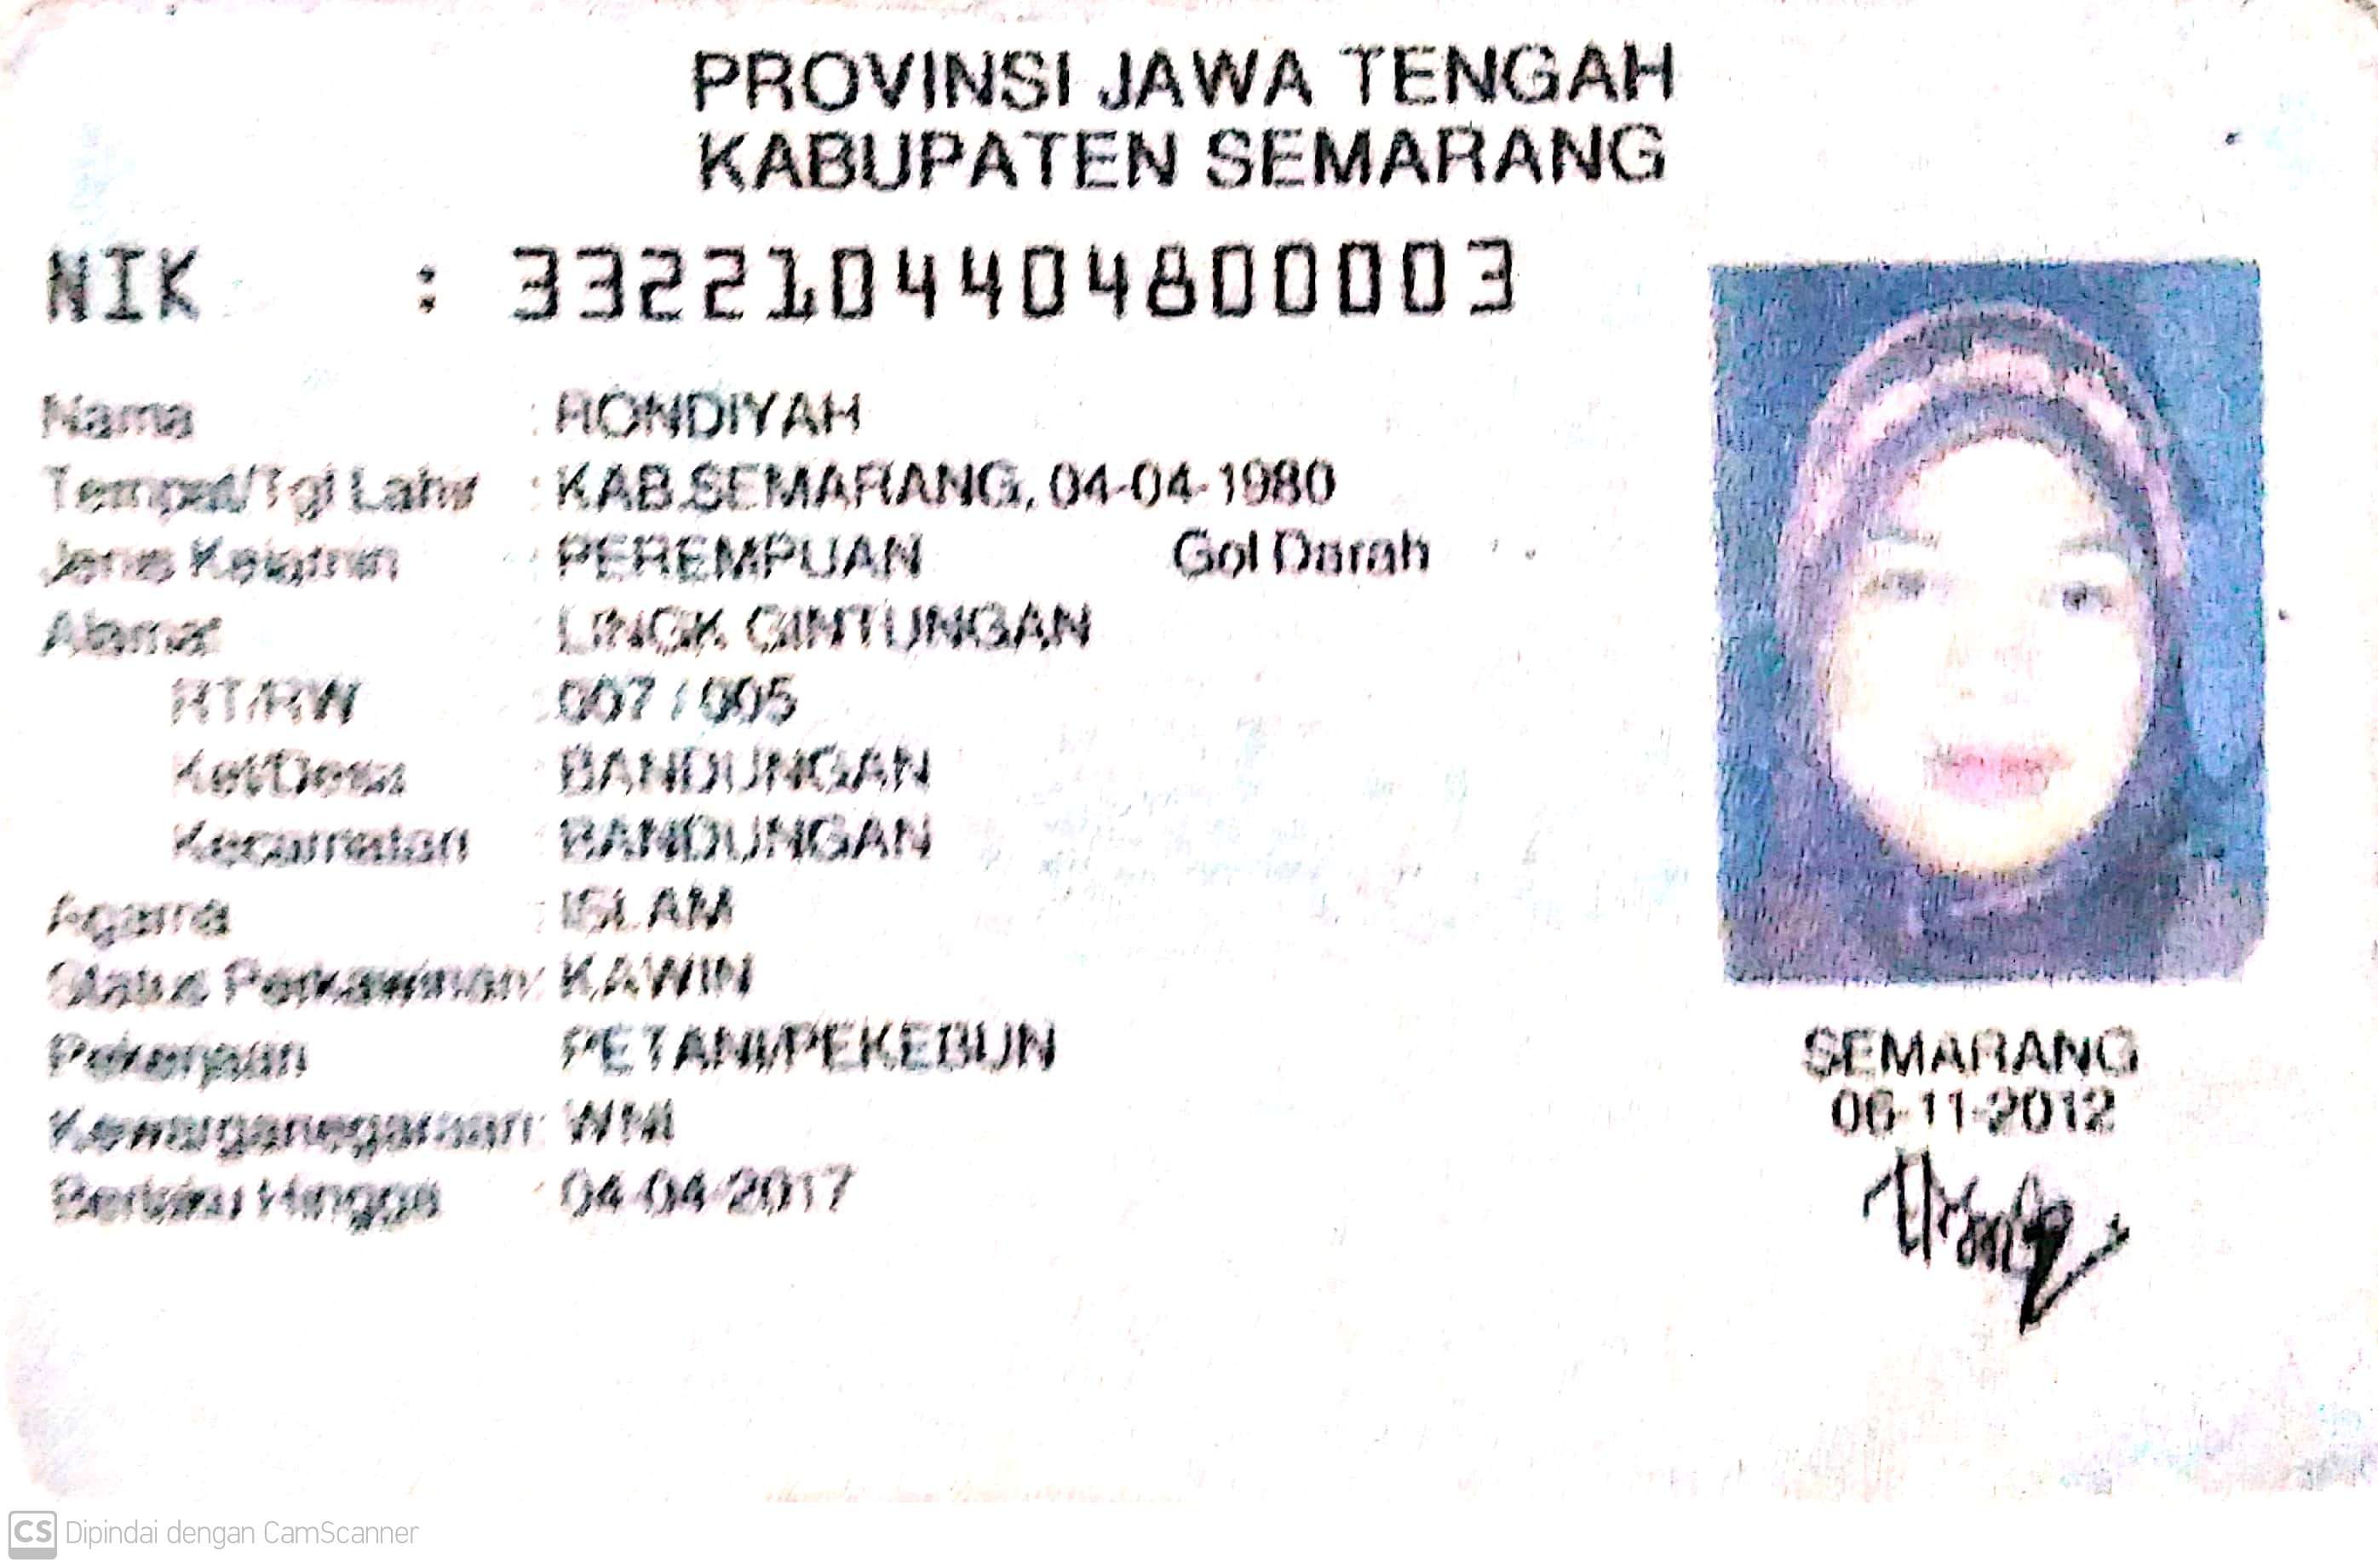 PROVINSI JAWA TENGAH
KABUPATEN SEMARANG
NIK : 3322104404800003
Nama : RONDIYAH
Tempat/Tgl Lahir : KAB.SEMARANG, 04-04-1980
Jenis Kelamin : PEREMPUAN Gol Darah : -
Alamat : LINGK GINTUNGAN
RT/RW : 007 / 005
Kel/Desa : BANDUNGAN
Kecamatan : BANDUNGAN
Agama : ISLAM
Status Perkawinan : KAWIN
Pekerjaan : PETANI/PEKEBUN
Kewarganegaraan : WNI
Berlaku Hingga : 04-04-2017
SEMARANG
06-11-2012
CS Dipindai dengan CamScanner